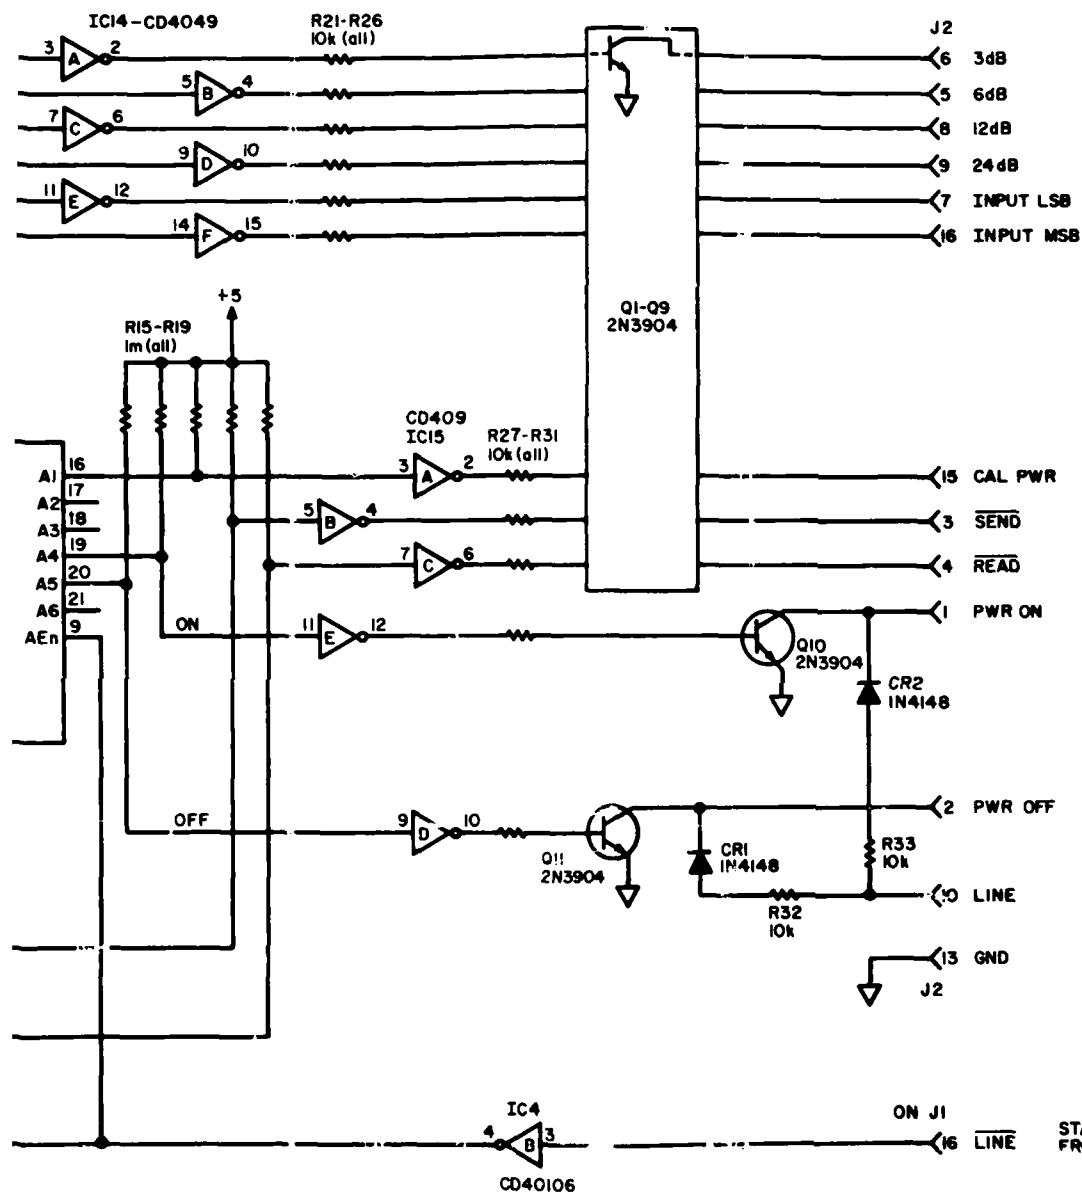 IC14-CD4049
R21-R26
10k (all)
J2
3 A 2
6 3dB
5 B 4
5 6dB
7 C 6
8 12dB
9 D 10
9 24dB
11 E 12
7 INPUT LSB
14 F 15
16 INPUT MSB
+5
R15-R19
1m (all)
Q1-Q9
2N3904
CD409
IC15
R27-R31
10k (all)
A1 16
3 A 2
15 CAL PWR
A2 17
A3 18
5 B 4
3 SEND
A4 19
7 C 6
4 READ
A5 20
A6 21
1 PWR ON
AEn 9
ON
11 E 12
Q10
2N3904
CR2
1N4148
OFF
9 D 10
2 PWR OFF
Q11
2N3904
CR1
1N4148
R33
10k
10 LINE
R32
10k
13 GND
J2
IC4
ON J1
4 B 3
16 LINE
CD40106